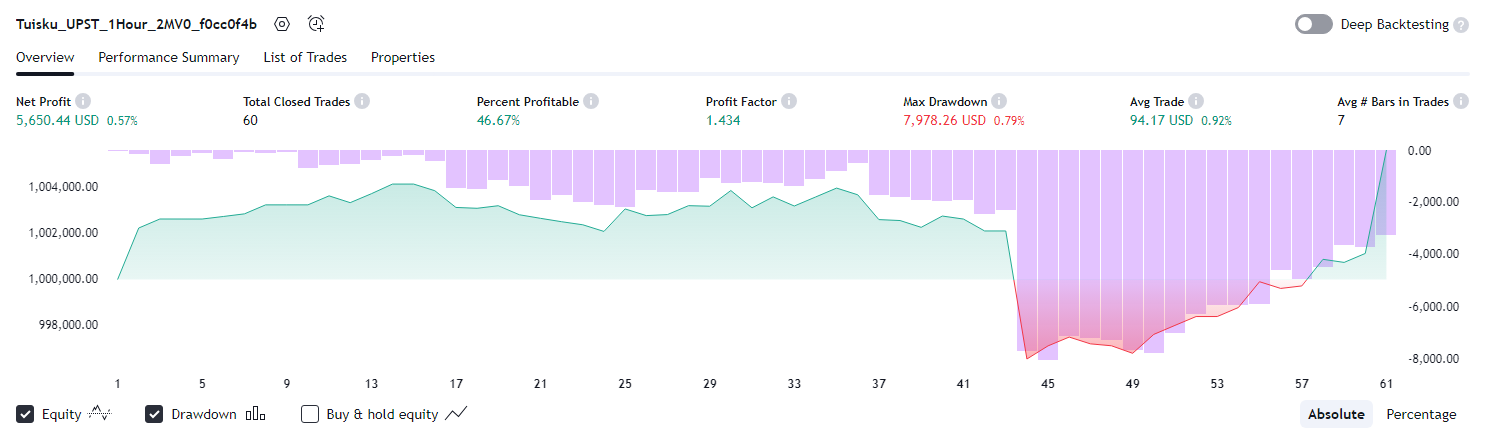 Tuisku_UPST_1Hour_2MV0_f0cc0f4b
Deep Backtesting ?
Overview Performance Summary List of Trades Properties
Net Profit Total Closed Trades Percent Profitable Profit Factor Max Drawdown Avg Trade Avg # Bars in Trades
5,650.44 USD 0.57% 60 46.67% 1.434 7,978.26 USD 0.79% 94.17 USD 0.92% 7
0.00
1,004,000.00
-2,000.00
1,002,000.00
-4,000.00
1,000,000.00
-6,000.00
998,000.00
-8,000.00
1 5 9 13 17 21 25 29 33 37 41 45 49 53 57 61
Equity Drawdown Buy & hold equity Absolute Percentage